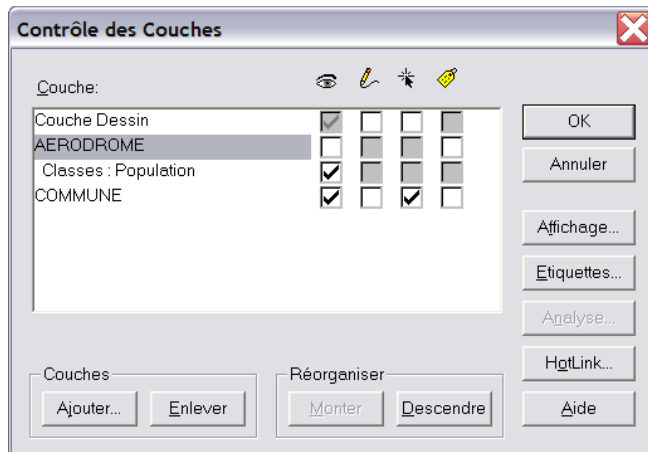 Contrôle des Couches
Couche:
Couche Dessin
AERODROME
Classes : Population
COMMUNE
OK
Annuler
Affichage...
Etiquettes...
Analyse...
HotLink...
Aide
Couches
Ajouter...
Enlever
Réorganiser
Monter
Descendre